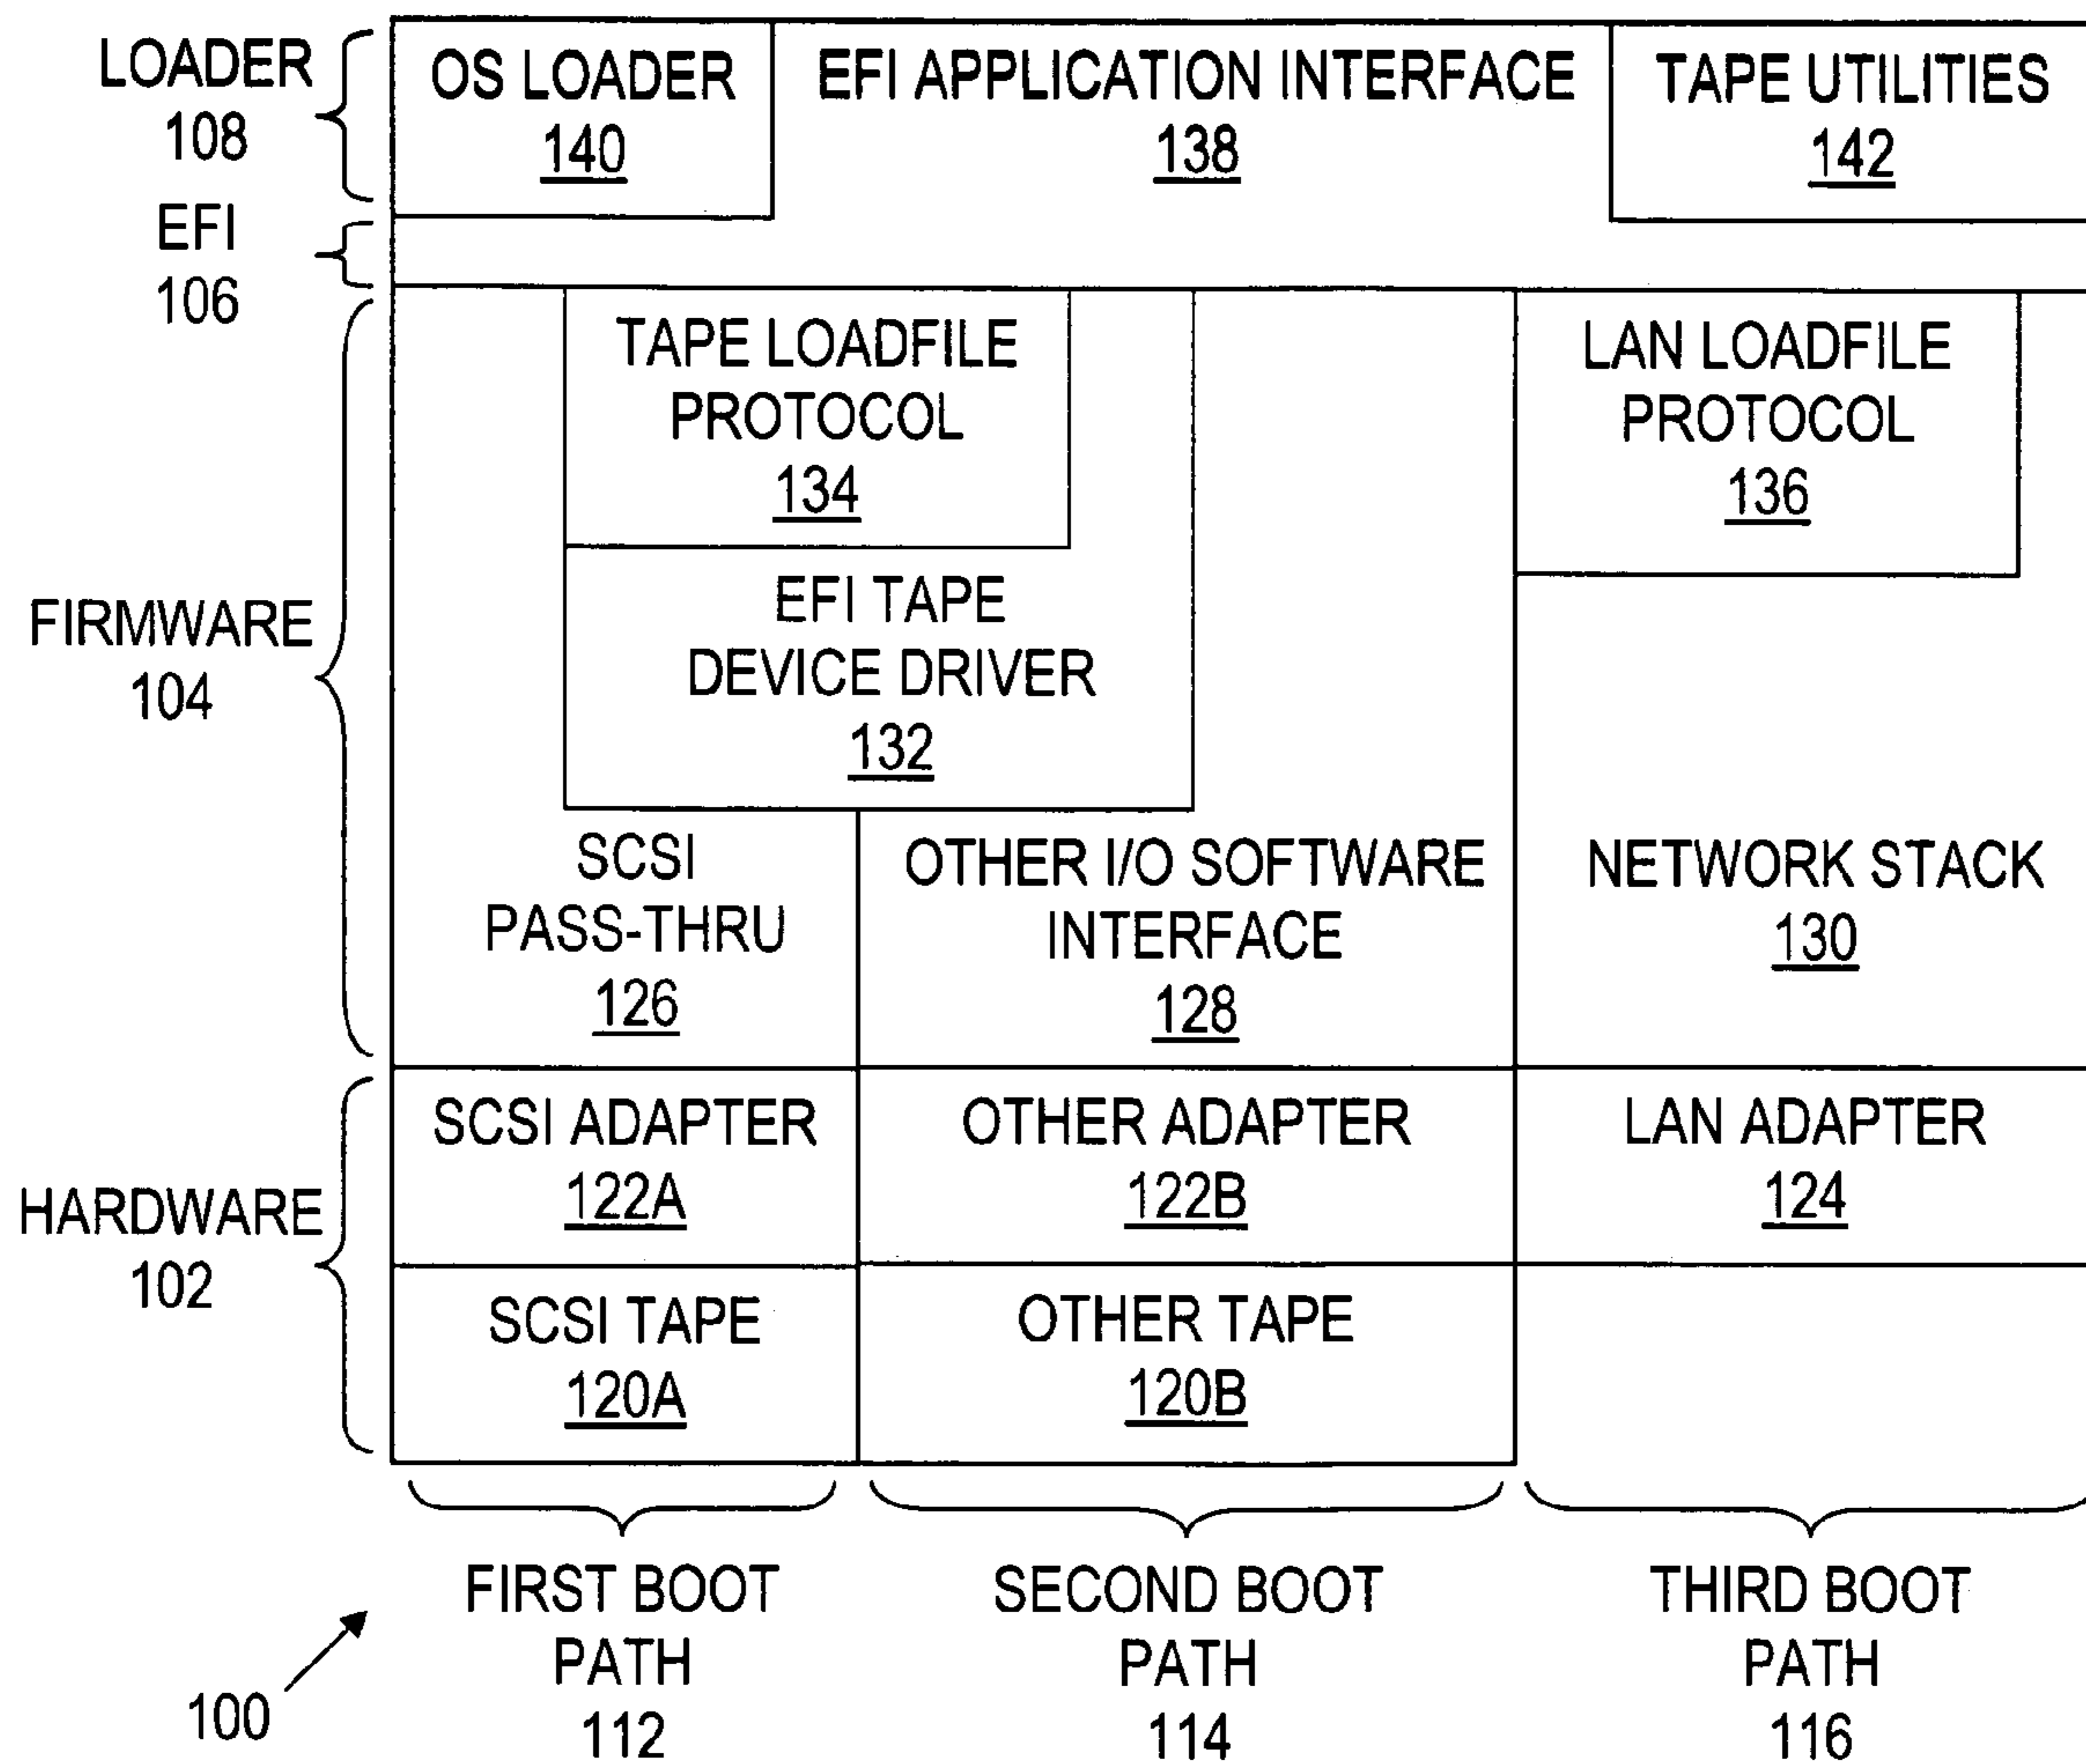 LOADER
108
OS LOADER
140
EFI APPLICATION INTERFACE
138
TAPE UTILITIES
142
EFI
106
FIRMWARE
104
TAPE LOADFILE
PROTOCOL
134
LAN LOADFILE
PROTOCOL
136
EFI TAPE
DEVICE DRIVER
132
SCSI
PASS-THRU
126
OTHER I/O SOFTWARE
INTERFACE
128
NETWORK STACK
130
HARDWARE
102
SCSI ADAPTER
122A
OTHER ADAPTER
122B
LAN ADAPTER
124
SCSI TAPE
120A
OTHER TAPE
120B
FIRST BOOT
PATH
112
SECOND BOOT
PATH
114
THIRD BOOT
PATH
116
100